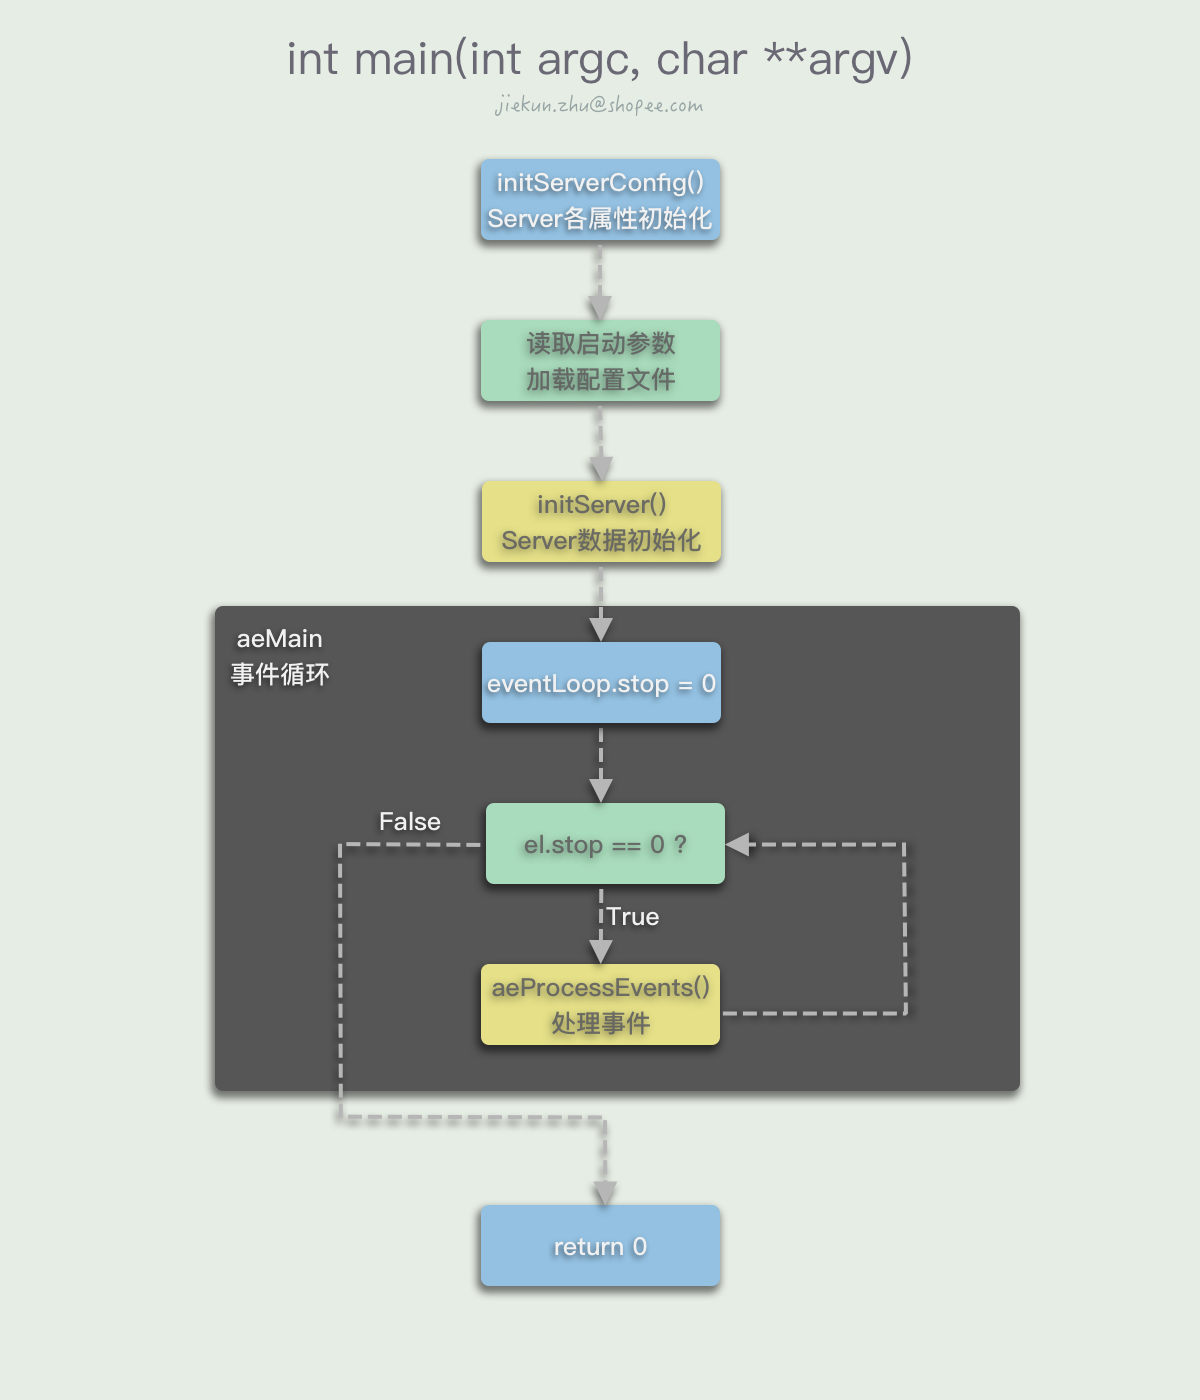 int main(int argc, char **argv)
jiekun.zhu@shopee.com
initServerConfig()
Server各属性初始化
读取启动参数
加载配置文件
initServer()
Server数据初始化
aeMain
事件循环
eventLoop.stop = 0
False
el.stop == 0 ?
True
aeProcessEvents()
处理事件
return 0